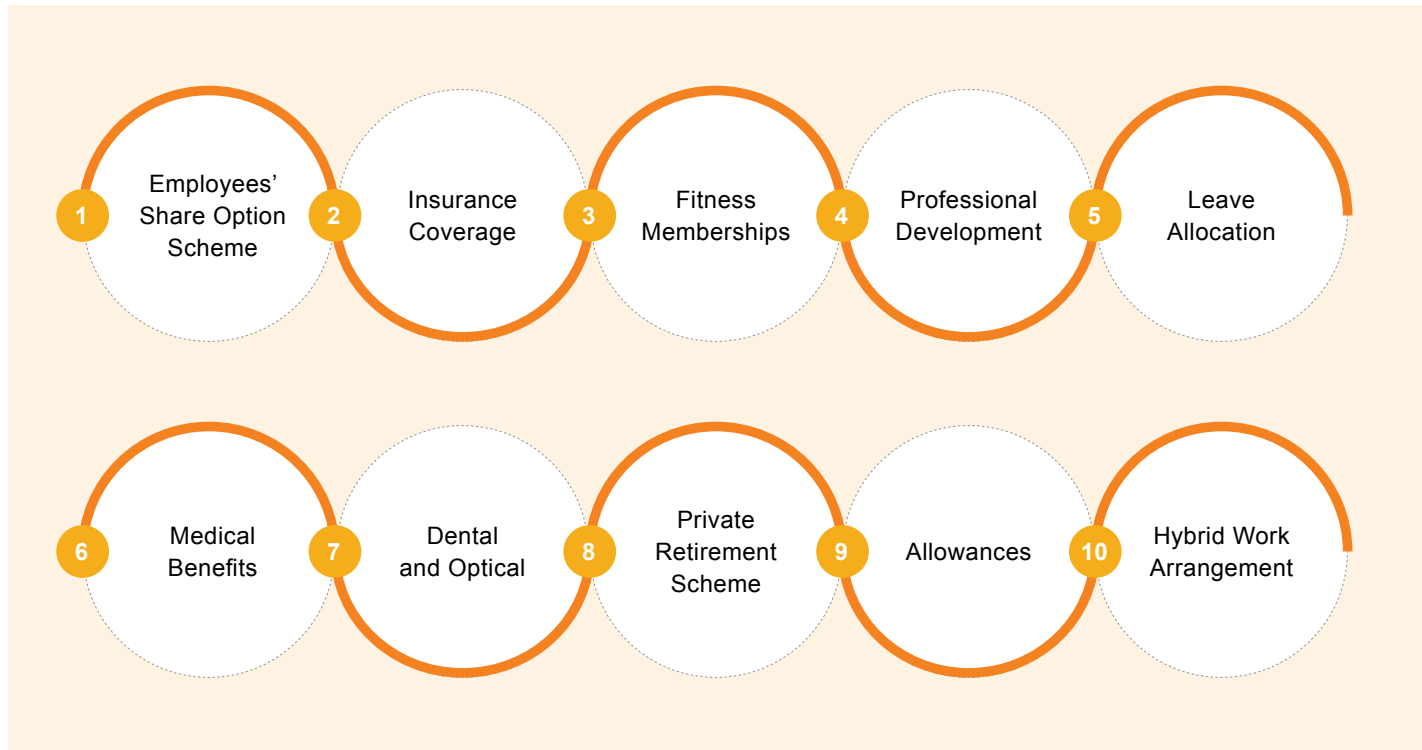 1
Employees’
Share Option
Scheme
2
Insurance
Coverage
3
Fitness
Memberships
4
Professional
Development
5
Leave
Allocation
6
Medical
Benefits
7
Dental
and Optical
8
Private
Retirement
Scheme
9
Allowances
10
Hybrid Work
Arrangement